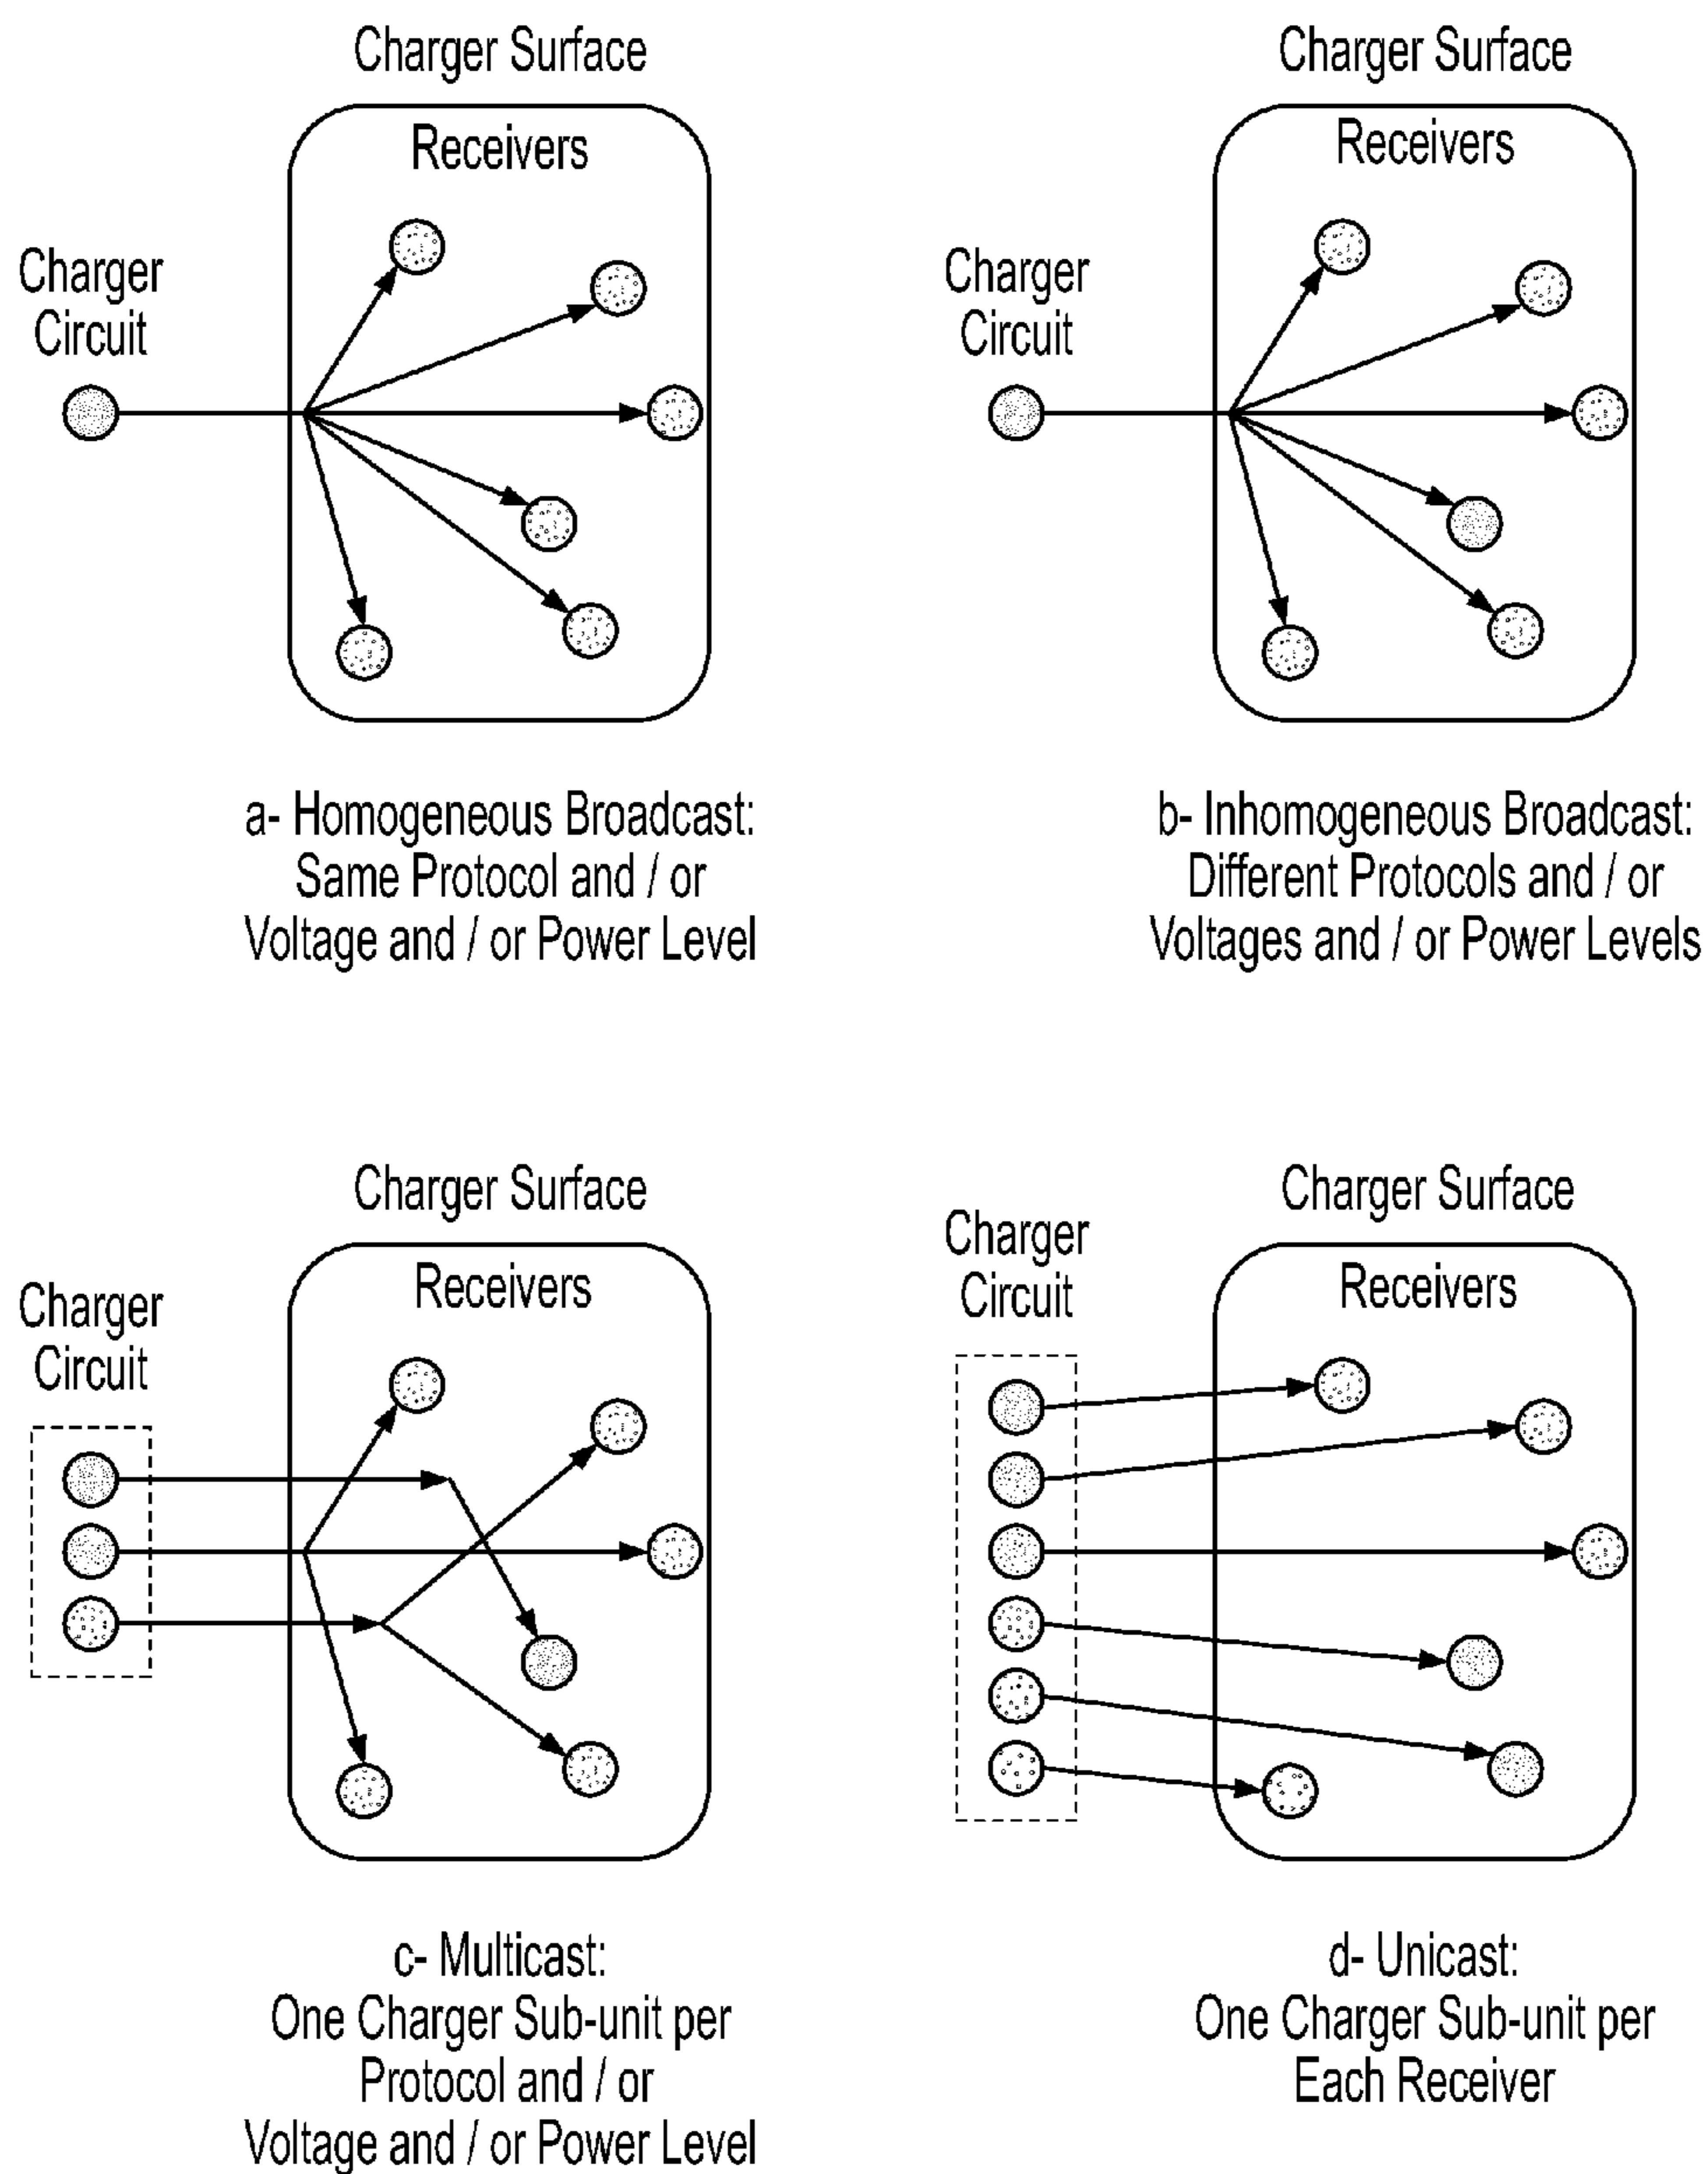 Charger Surface
Receivers
Charger
Circuit
a- Homogeneous Broadcast:
Same Protocol and / or
Voltage and / or Power Level
Charger Surface
Receivers
Charger
Circuit
b- Inhomogeneous Broadcast:
Different Protocols and / or
Voltages and / or Power Levels
Charger Surface
Receivers
Charger
Circuit
c- Multicast:
One Charger Sub-unit per
Protocol and / or
Voltage and / or Power Level
Charger Surface
Charger
Circuit
Receivers
d- Unicast:
One Charger Sub-unit per
Each Receiver